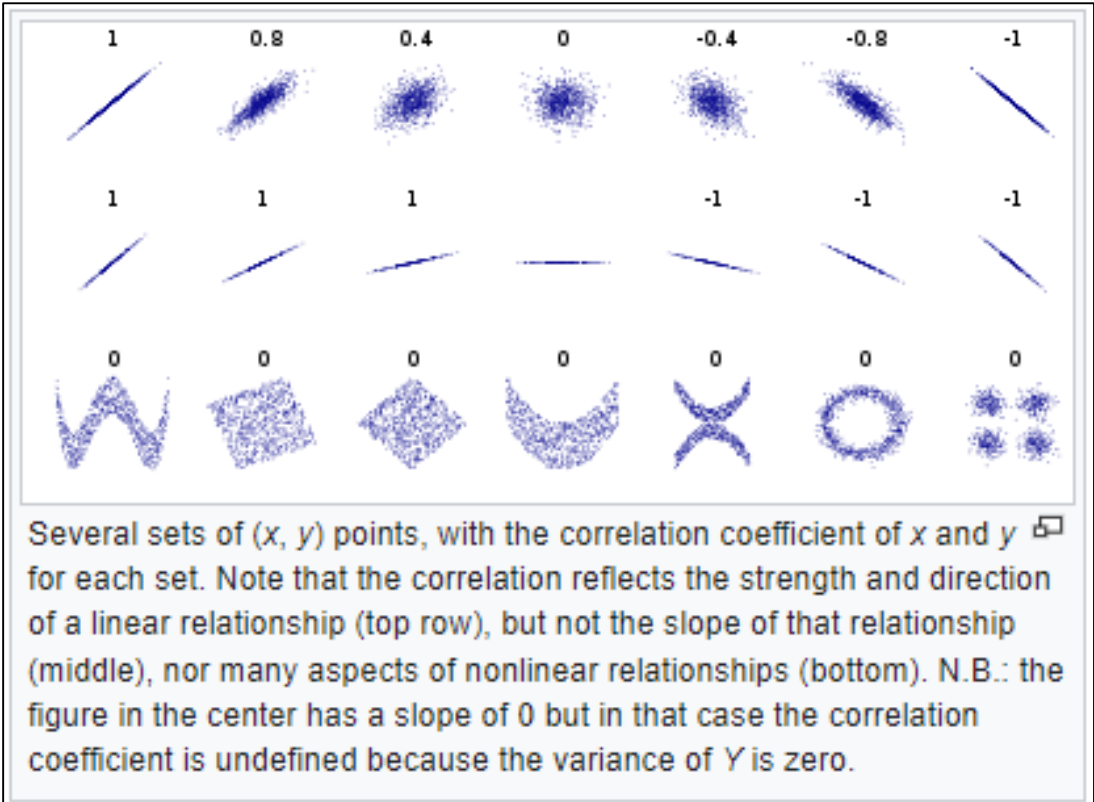 1 0.8 0.4 0 -0.4 -0.8 -1
1 1 1 -1 -1 -1
0 0 0 0 0 0 0
Several sets of (x, y) points, with the correlation coefficient of x and y
for each set. Note that the correlation reflects the strength and direction
of a linear relationship (top row), but not the slope of that relationship
(middle), nor many aspects of nonlinear relationships (bottom). N.B.: the
figure in the center has a slope of 0 but in that case the correlation
coefficient is undefined because the variance of Y is zero.